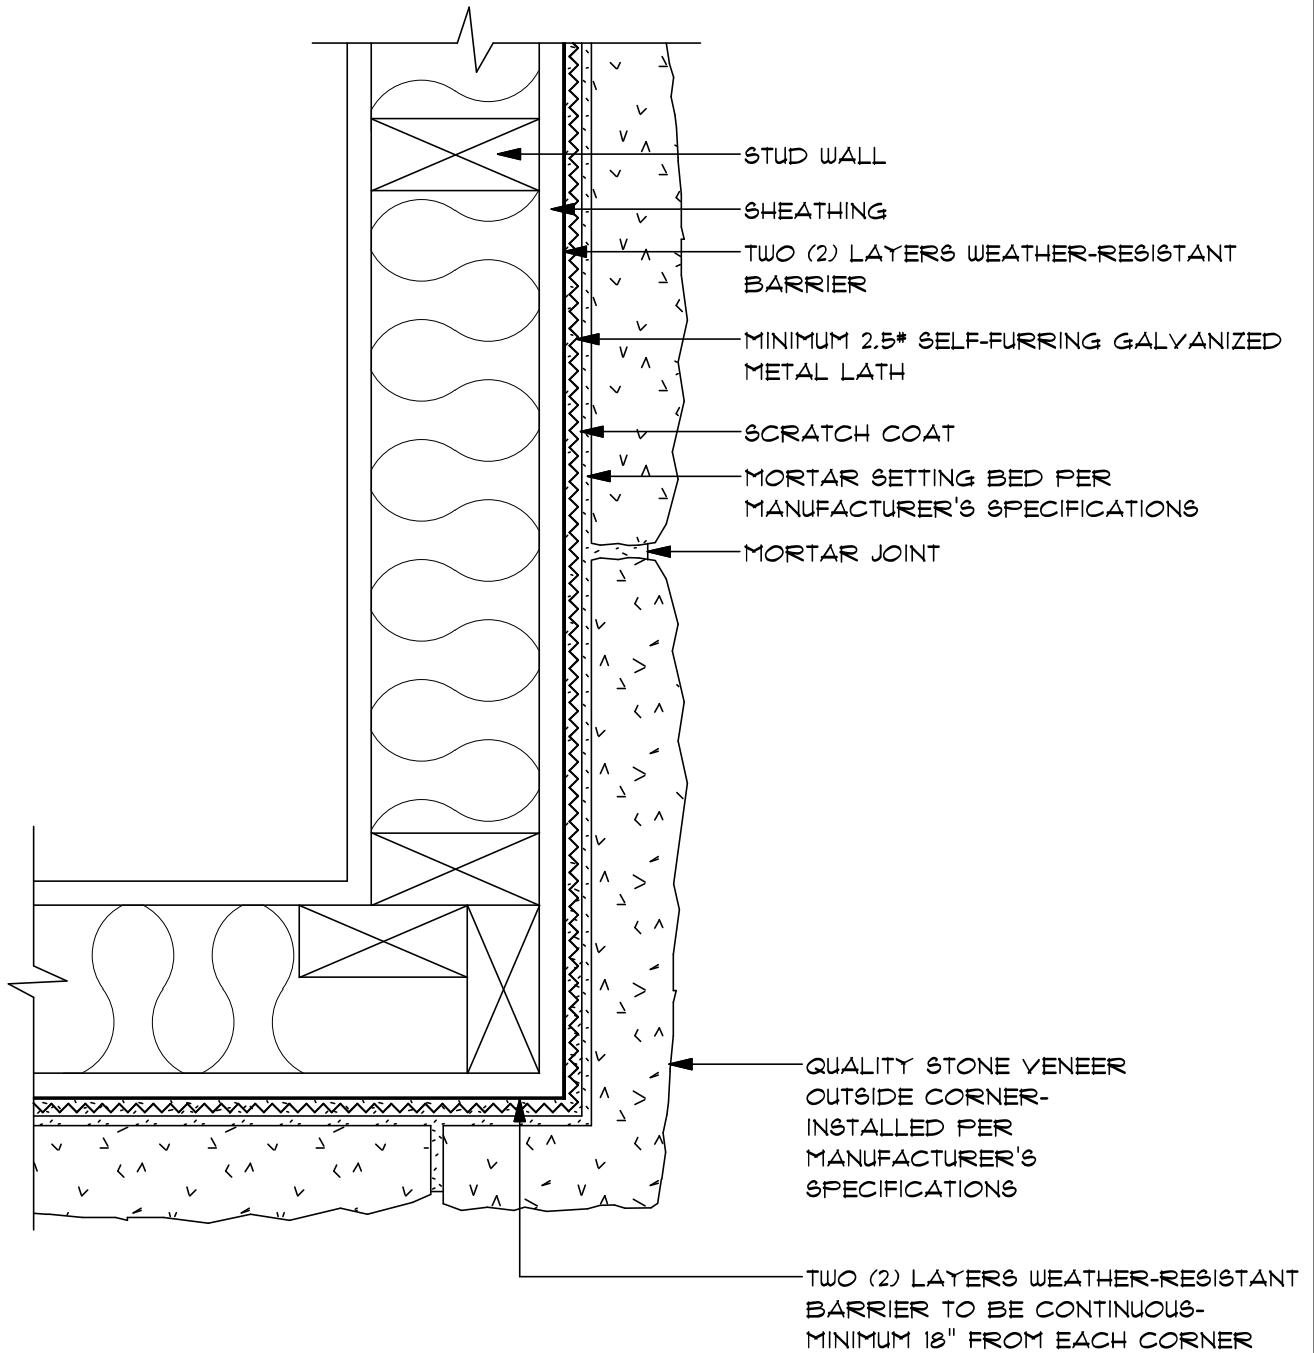 STUD WALL
SHEATHING
TWO (2) LAYERS WEATHER-RESISTANT
BARRIER
MINIMUM 2.5# SELF-FURRING GALVANIZED
METAL LATH
SCRATCH COAT
MORTAR SETTING BED PER
MANUFACTURER'S SPECIFICATIONS
MORTAR JOINT
QUALITY STONE VENEER
OUTSIDE CORNER-
INSTALLED PER
MANUFACTURER'S
SPECIFICATIONS
TWO (2) LAYERS WEATHER-RESISTANT
BARRIER TO BE CONTINUOUS-
MINIMUM 18" FROM EACH CORNER